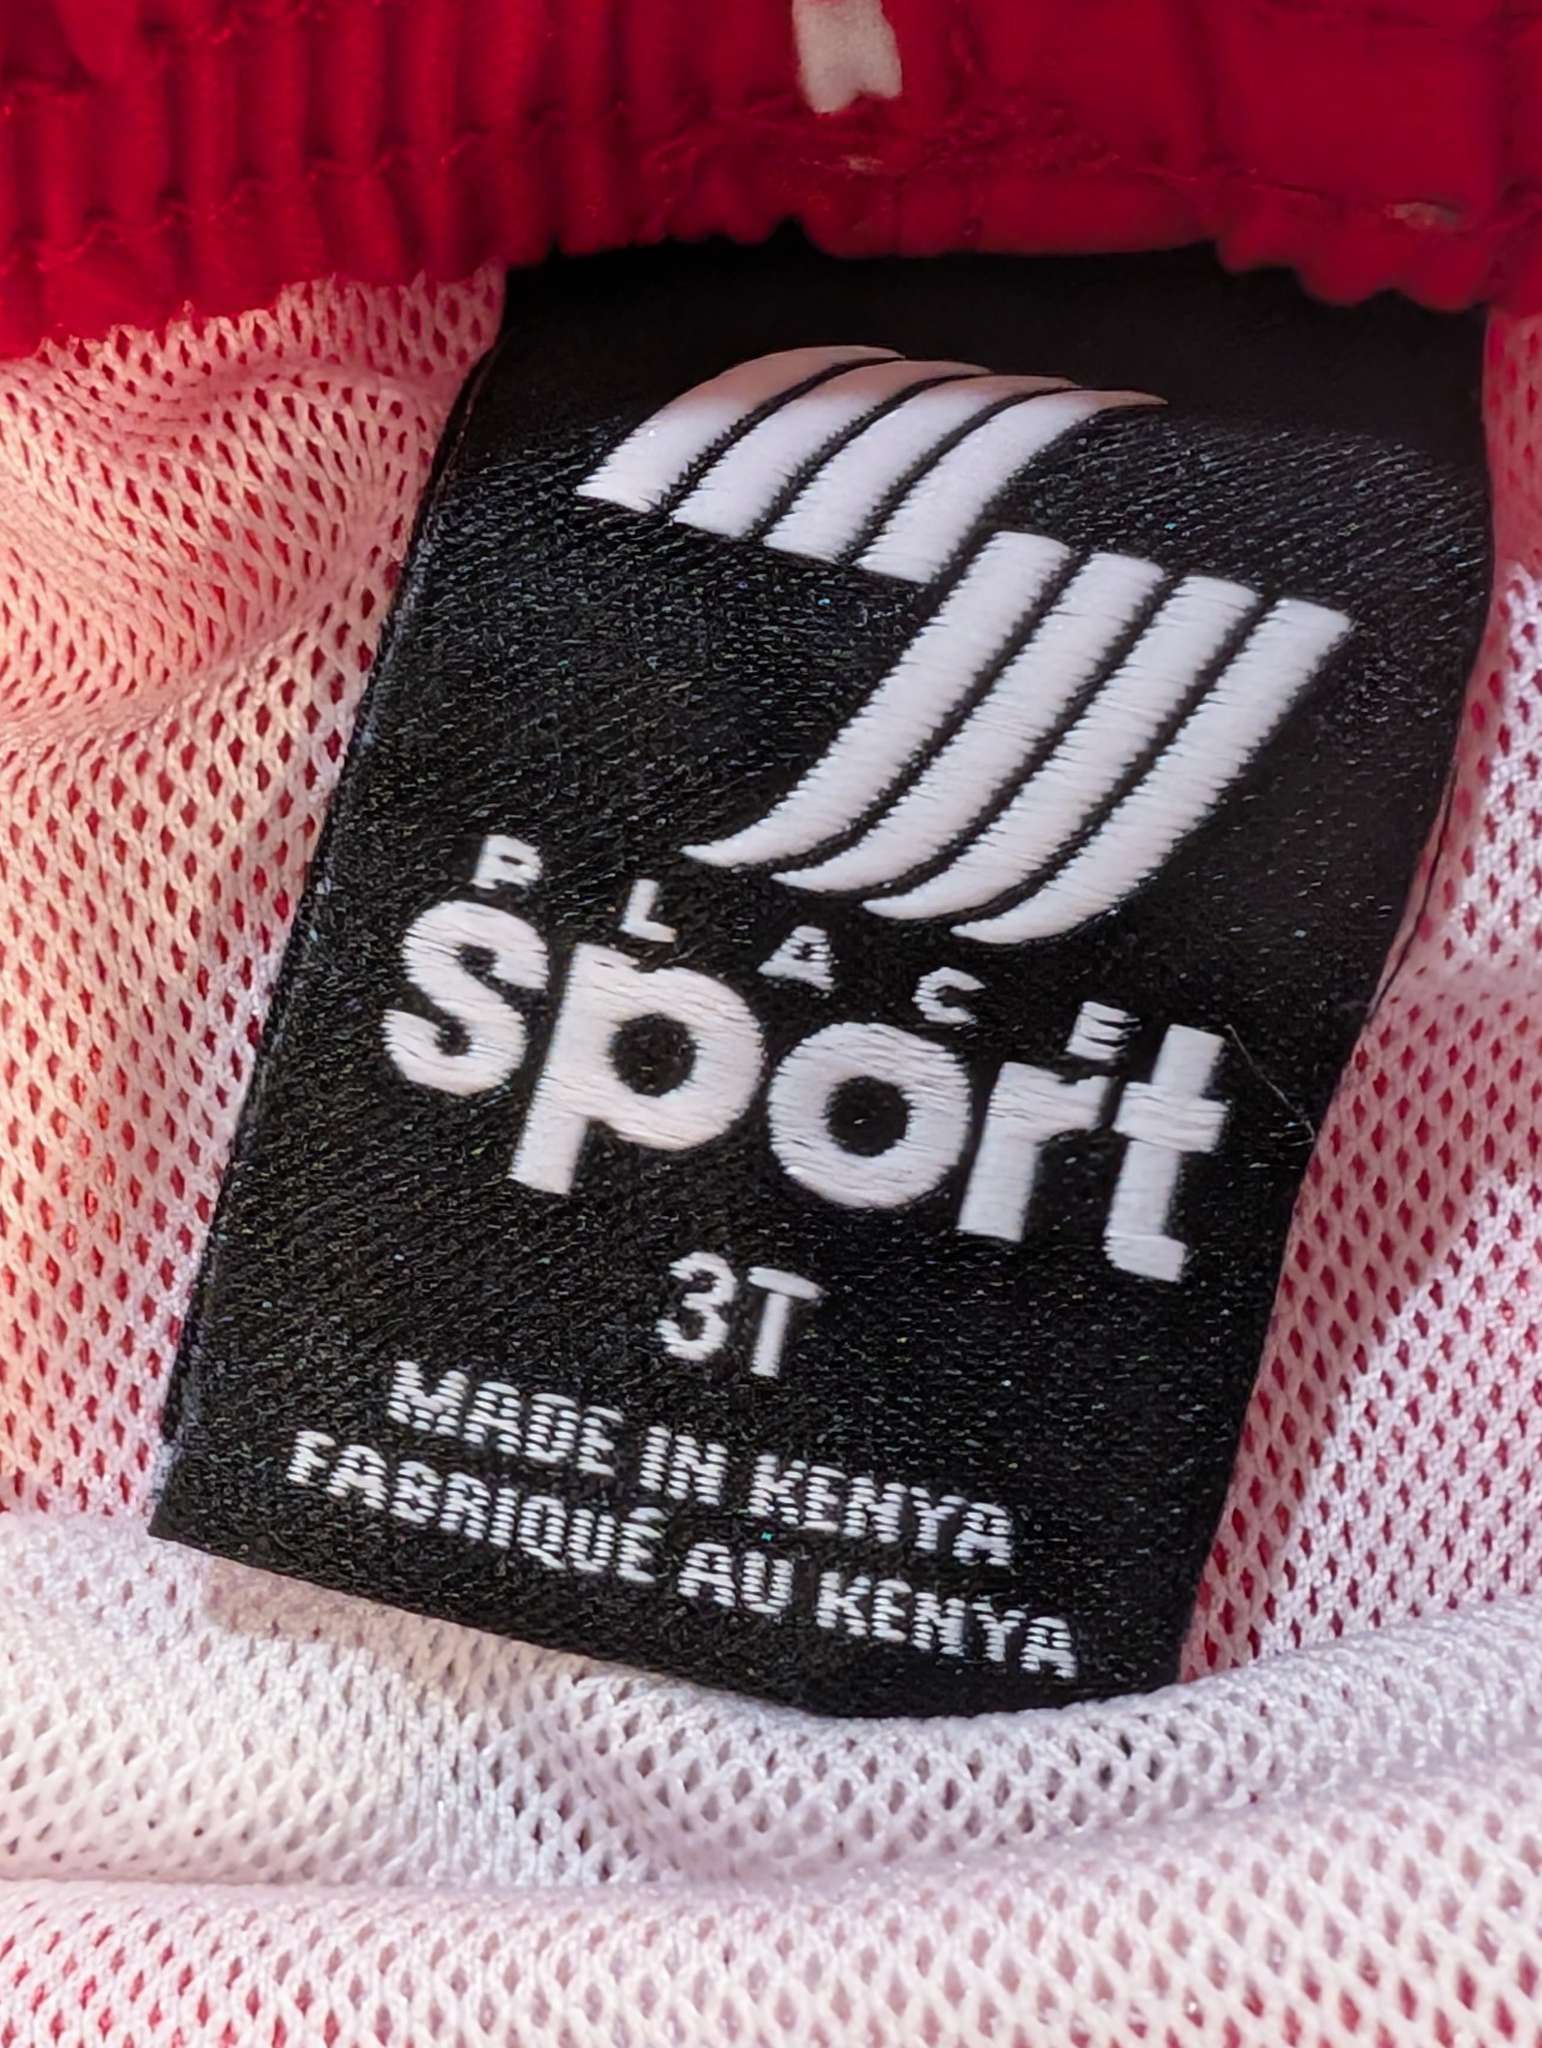 PLACE
sport
3T
MADE IN KENYA
FABRIQUÉ AU KENYA